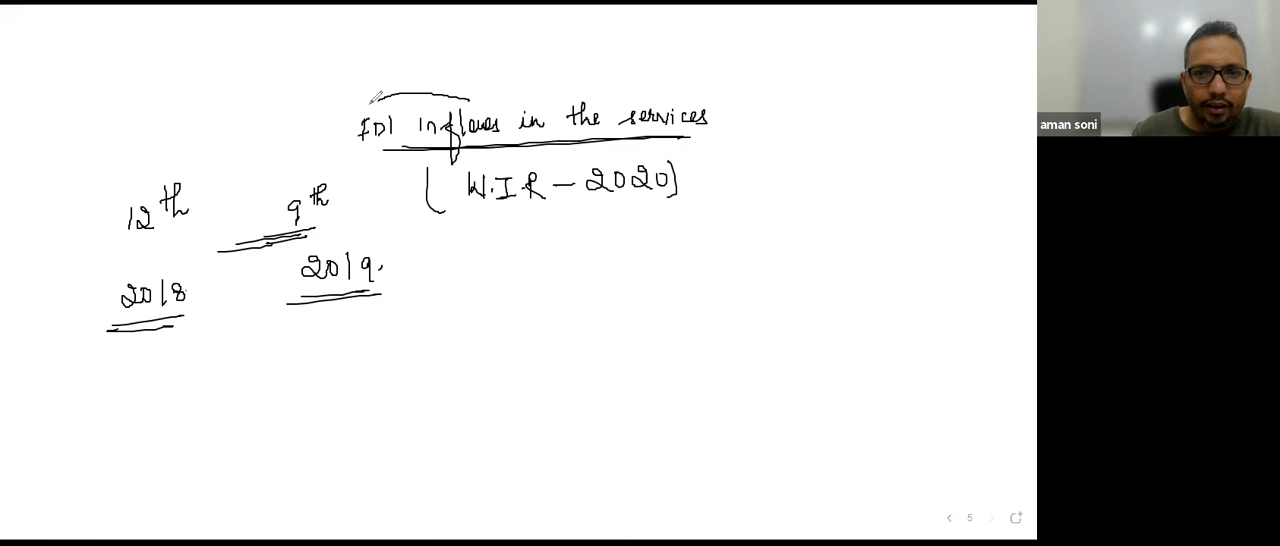 FDI inflows in the services
( W.I.R - 2020)
12th 9th
2018 2019.
aman soni
5